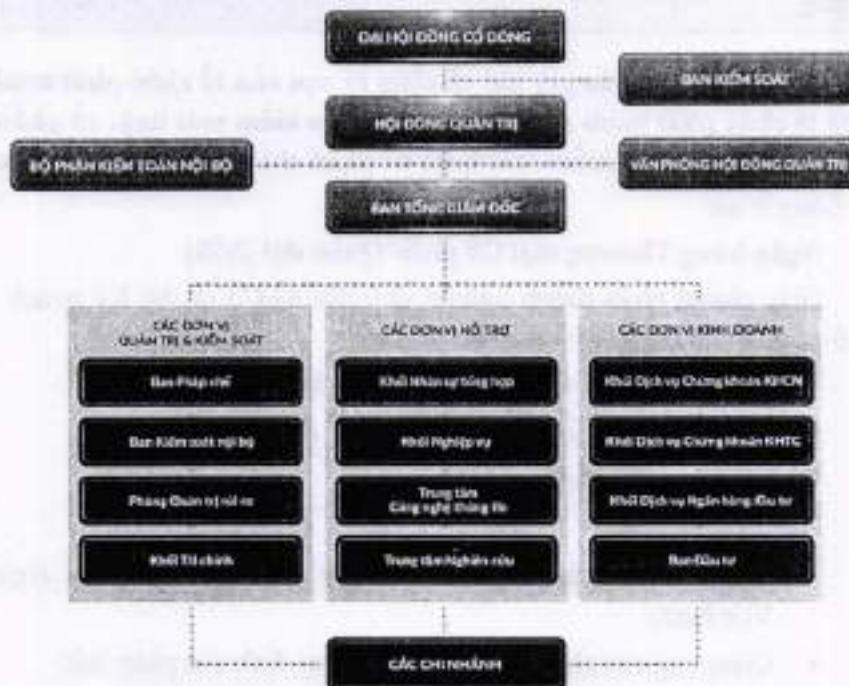 ĐẠI HỘI ĐỒNG CỔ ĐÔNG
BAN KIỂM SOÁT
HỘI ĐỒNG QUẢN TRỊ
BỘ PHẬN KIỂM TOÁN NỘI BỘ
VĂN PHÒNG HỘI ĐỒNG QUẢN TRỊ
BAN TỔNG GIÁM ĐỐC
CÁC ĐƠN VỊ
QUẢN TRỊ & KIỂM SOÁT
Ban Pháp chế
Ban Kiểm soát nội bộ
Phòng Quản trị rủi ro
Khối Tài chính
CÁC ĐƠN VỊ HỖ TRỢ
Khối Nhân sự tổng hợp
Khối Nghiệp vụ
Trung tâm
Công nghệ thông tin
Trung tâm Nghiên cứu
CÁC ĐƠN VỊ KINH DOANH
Khối Dịch vụ Chứng khoán KHCN
Khối Dịch vụ Chứng khoán KHTC
Khối Dịch vụ Ngân hàng đầu tư
Ban Đầu tư
CÁC CHI NHÁNH